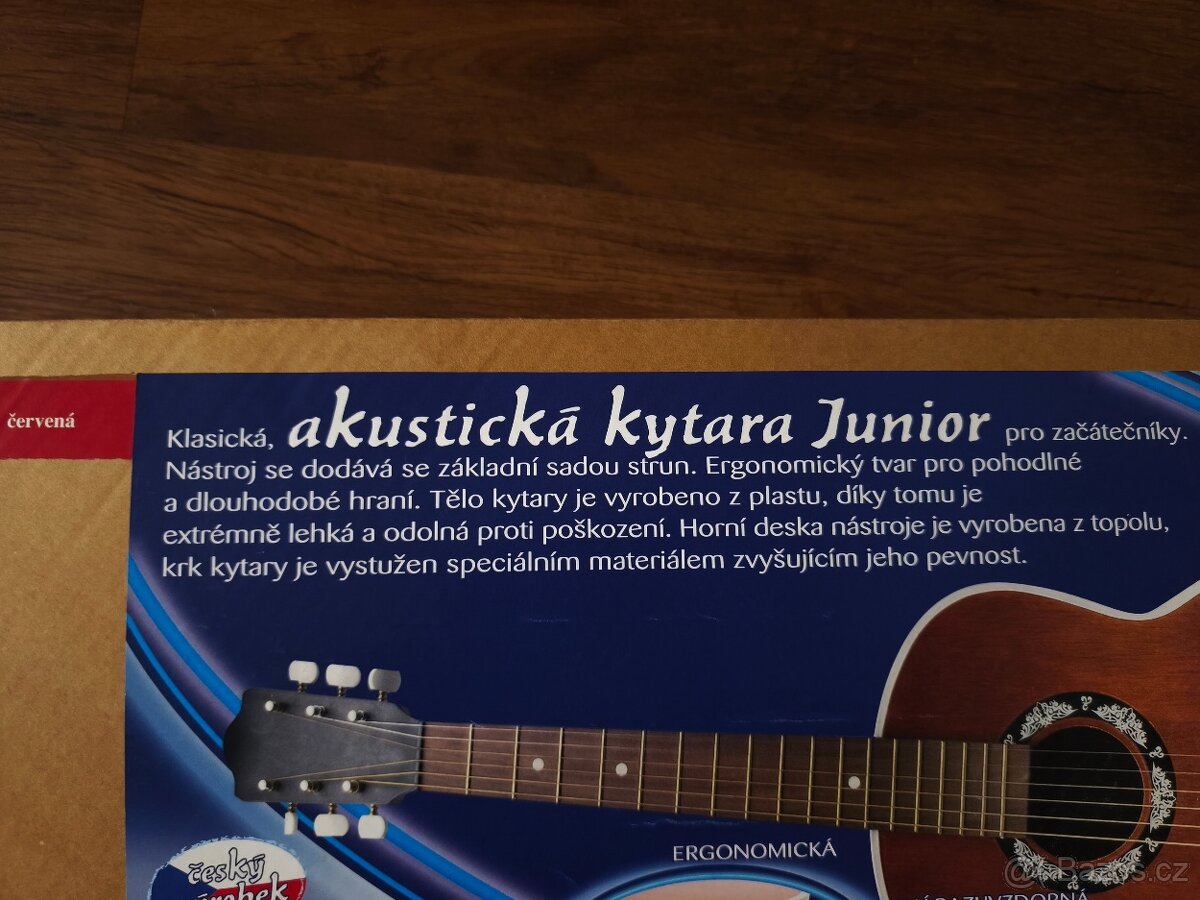 červená
Klasická, akustická kytara Junior pro začátečníky.
Nástroj se dodává se základní sadou strun. Ergonomický tvar pro pohodlné
a dlouhodobé hraní. Tělo kytary je vyrobeno z plastu, díky tomu je
extrémně lehká a odolná proti poškození. Horní deska nástroje je vyrobena z topolu,
krk kytary je vystužen speciálním materiálem zvyšujícím jeho pevnost.
ERGONOMICKÁ
český